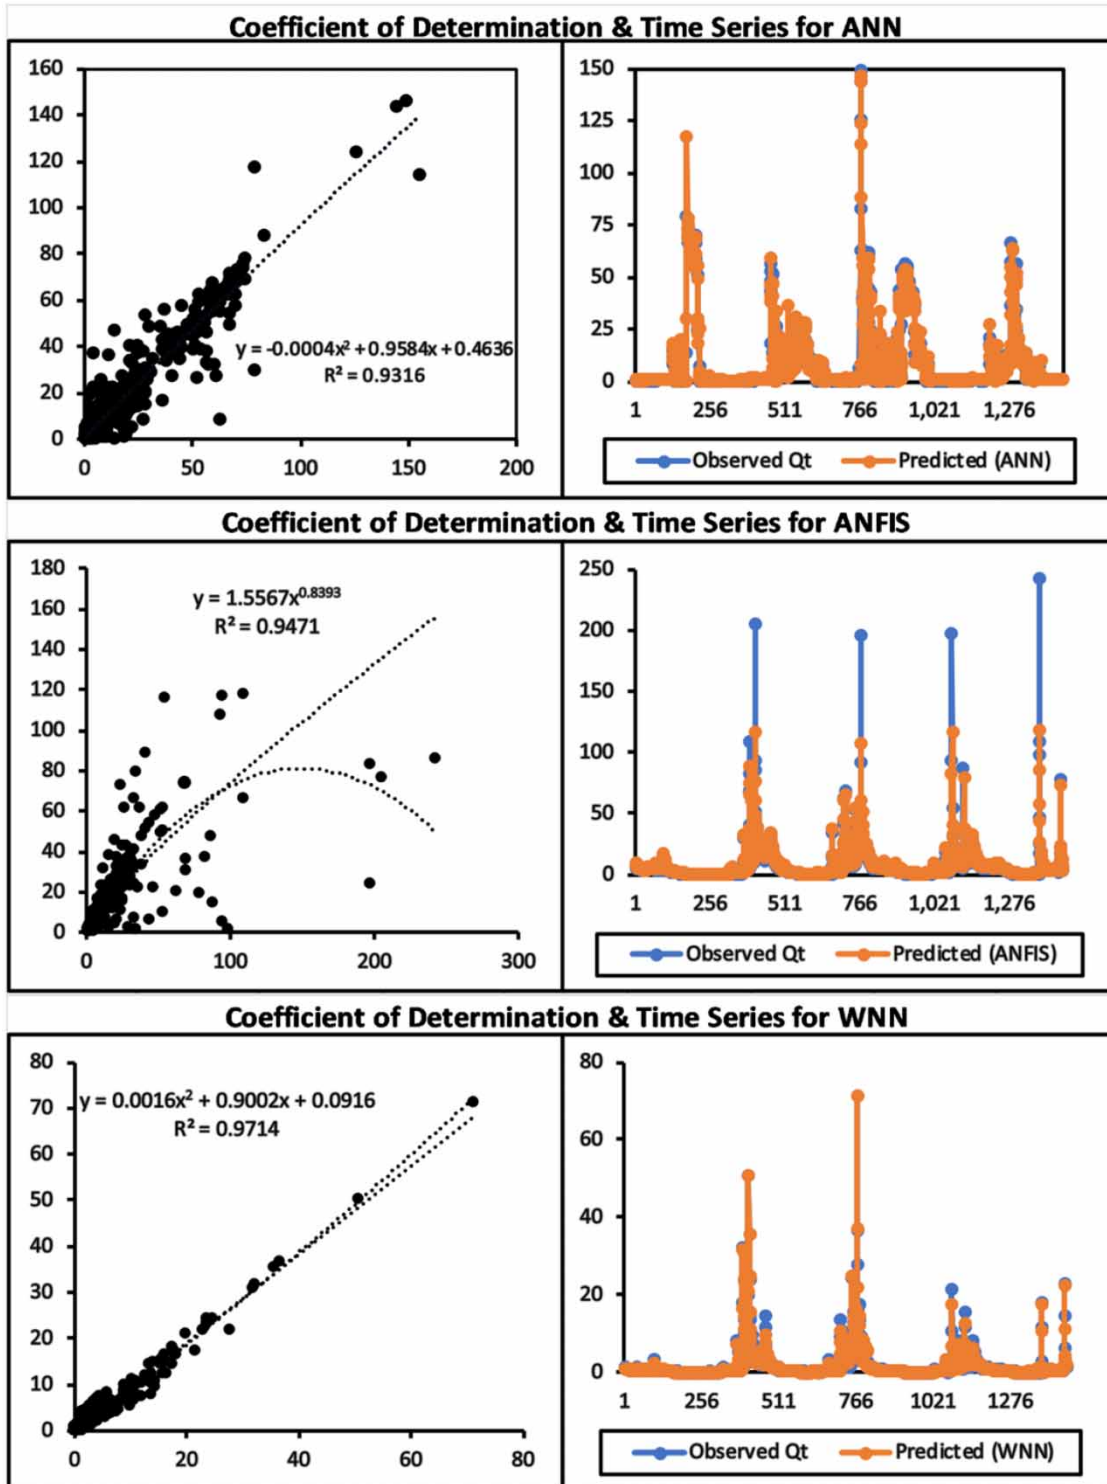 Coefficient of Determination & Time Series for ANN
160
140
120
100
80
60
40
20
0
0 50 100 150 200
y = -0.0004x² + 0.9584x + 0.4636
R² = 0.9316
150
125
100
75
50
25
0
1 256 511 766 1,021 1,276
Observed Qt Predicted (ANN)
Coefficient of Determination & Time Series for ANFIS
180
160
140
120
100
80
60
40
20
0
0 100 200 300
y = 1.5567x^0.8393
R² = 0.9471
250
200
150
100
50
0
1 256 511 766 1,021 1,276
Observed Qt Predicted (ANFIS)
Coefficient of Determination & Time Series for WNN
80
70
60
50
40
30
20
10
0
0 20 40 60 80
y = 0.0016x² + 0.9002x + 0.0916
R² = 0.9714
80
60
40
20
0
1 256 511 766 1021 1276
Observed Qt Predicted (WNN)